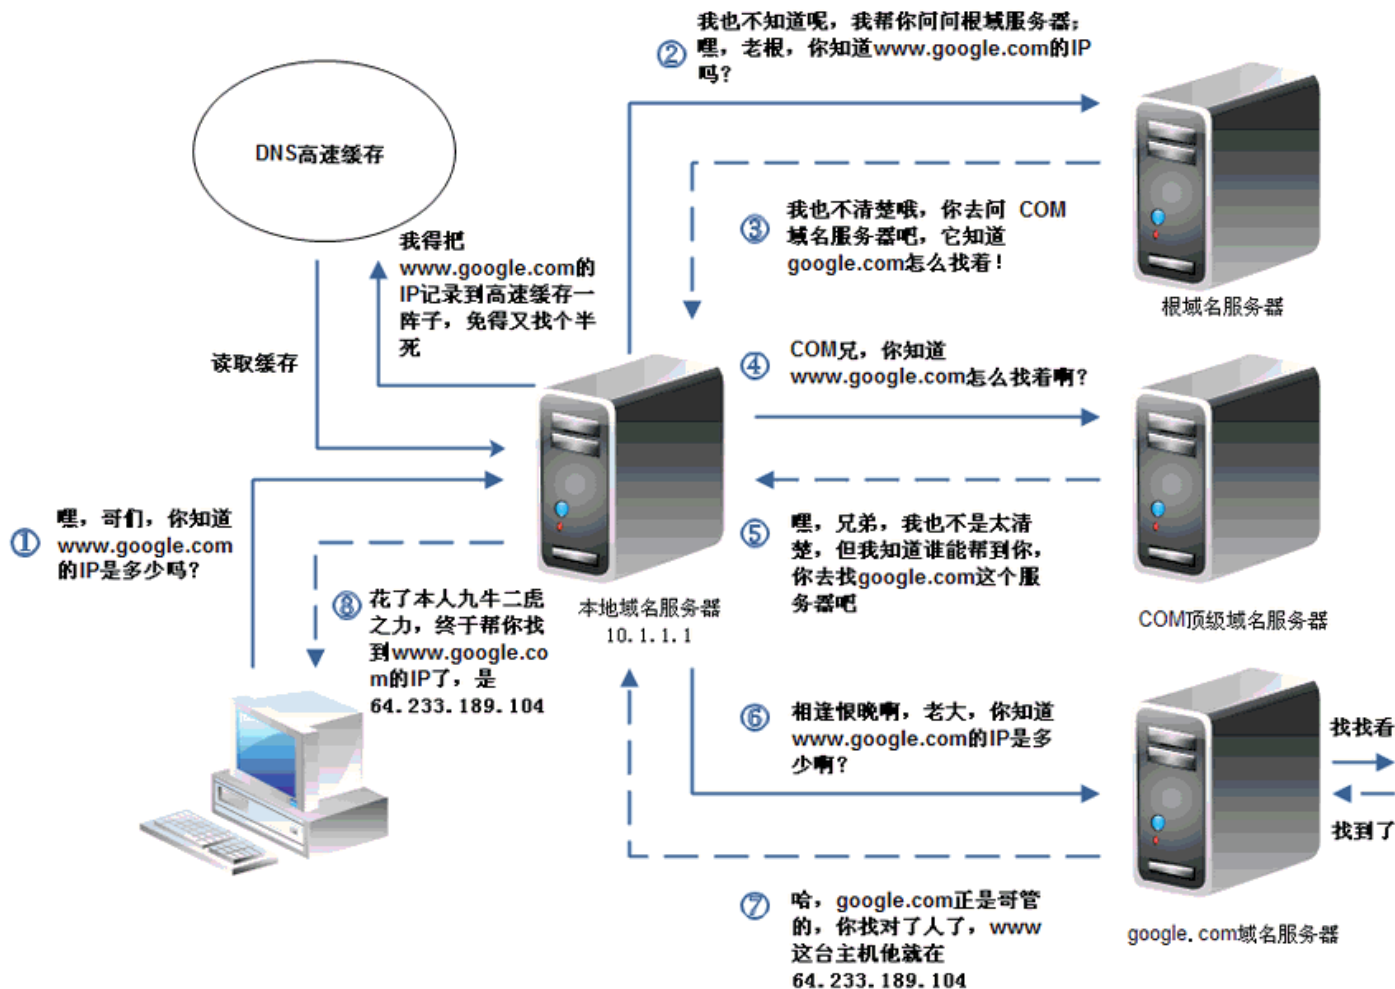 我也不知道呢，我帮你问问根域服务器；
② 嘿，老根，你知道www.google.com的IP
吗？
DNS高速缓存
我得把
www.google.com的
IP记录到高速缓存一
阵子，免得又找个半
死
读取缓存
③ 我也不清楚哦，你去问 COM
域名服务器吧，它知道
google.com怎么找着！
根域名服务器
④ COM兄，你知道
www.google.com怎么找着啊？
① 嘿，哥们，你知道
www.google.com
的IP是多少吗？
⑤ 嘿，兄弟，我也不是太清
楚，但我知道谁能帮到你，
你去找google.com这个服
务器吧
本地域名服务器
10.1.1.1
COM顶级域名服务器
⑧ 花了本人九牛二虎
之力，终于帮你找
到www.google.co
m的IP了，是
64.233.189.104
⑥ 相逢恨晚啊，老大，你知道
www.google.com的IP是多
少啊？
找找看
找到了
⑦ 哈，google.com正是哥管
的，你找对了人了，www
这台主机他就在
64.233.189.104
google.com域名服务器